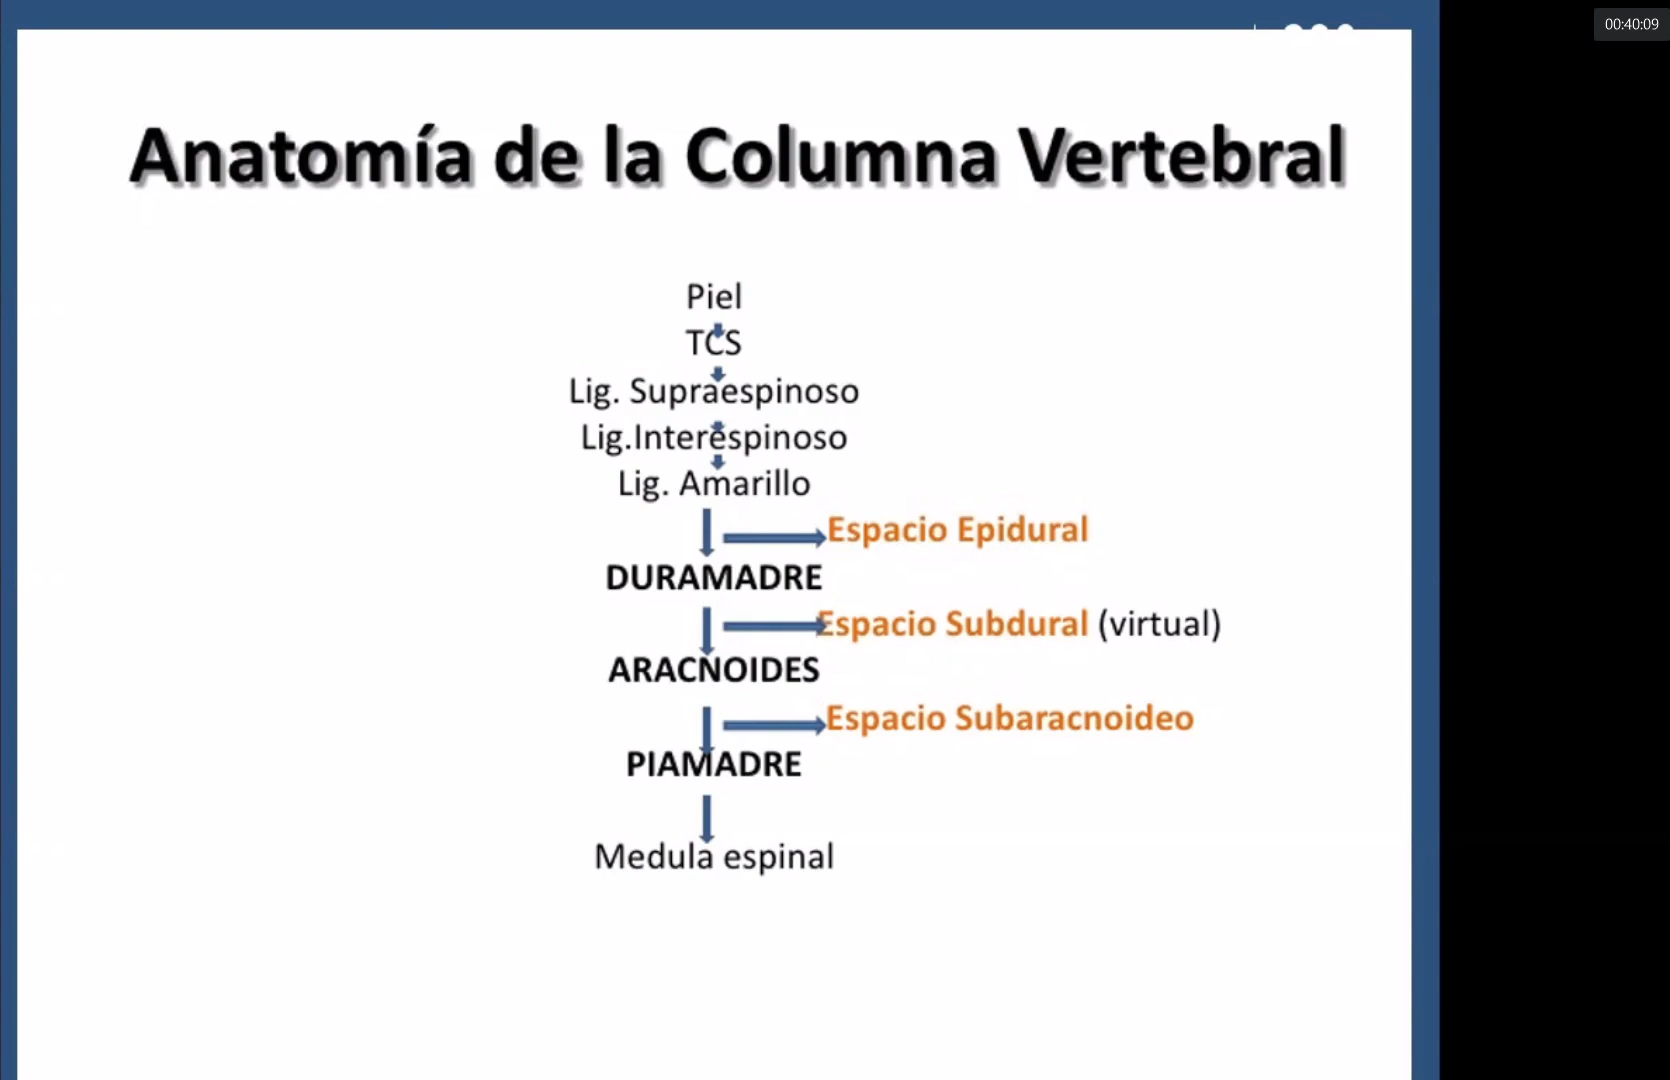 00:40:09
Anatomía de la Columna Vertebral
Piel
TCS
Lig. Supraespinoso
Lig.Interespinoso
Lig. Amarillo
Espacio Epidural
DURAMADRE
Espacio Subdural (virtual)
ARACNOIDES
Espacio Subaracnoideo
PIAMADRE
Medula espinal